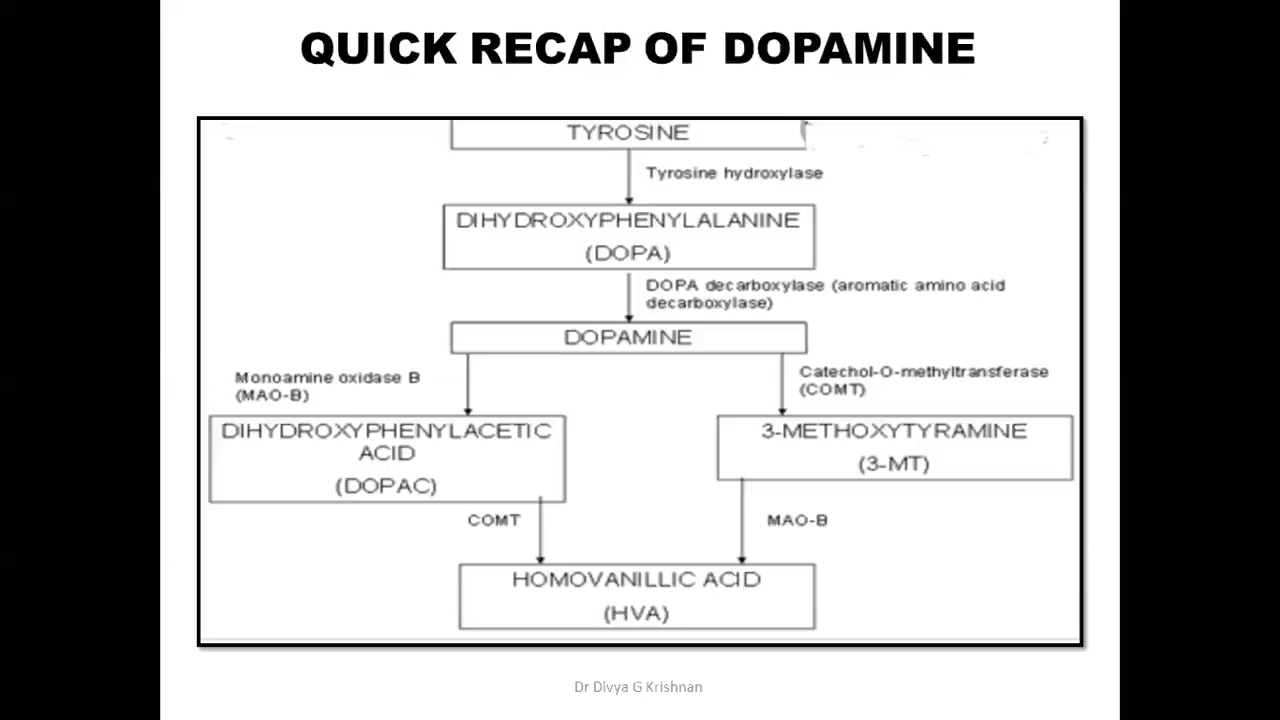 QUICK RECAP OF DOPAMINE
TYROSINE
Tyrosine hydroxylase
DIHYDROXYPHENYLALANINE
(DOPA)
DOPA decarboxylase (aromatic amino acid
decarboxylase)
DOPAMINE
Monoamine oxidase B
(MAO-B)
Catechol-O-methyltransferase
(COMT)
DIHYDROXYPHENYLACETIC
ACID
(DOPAC)
3-METHOXYTYRAMINE
(3-MT)
COMT
MAO-B
HOMOVANILLIC ACID
(HVA)
Dr Divya G Krishnan